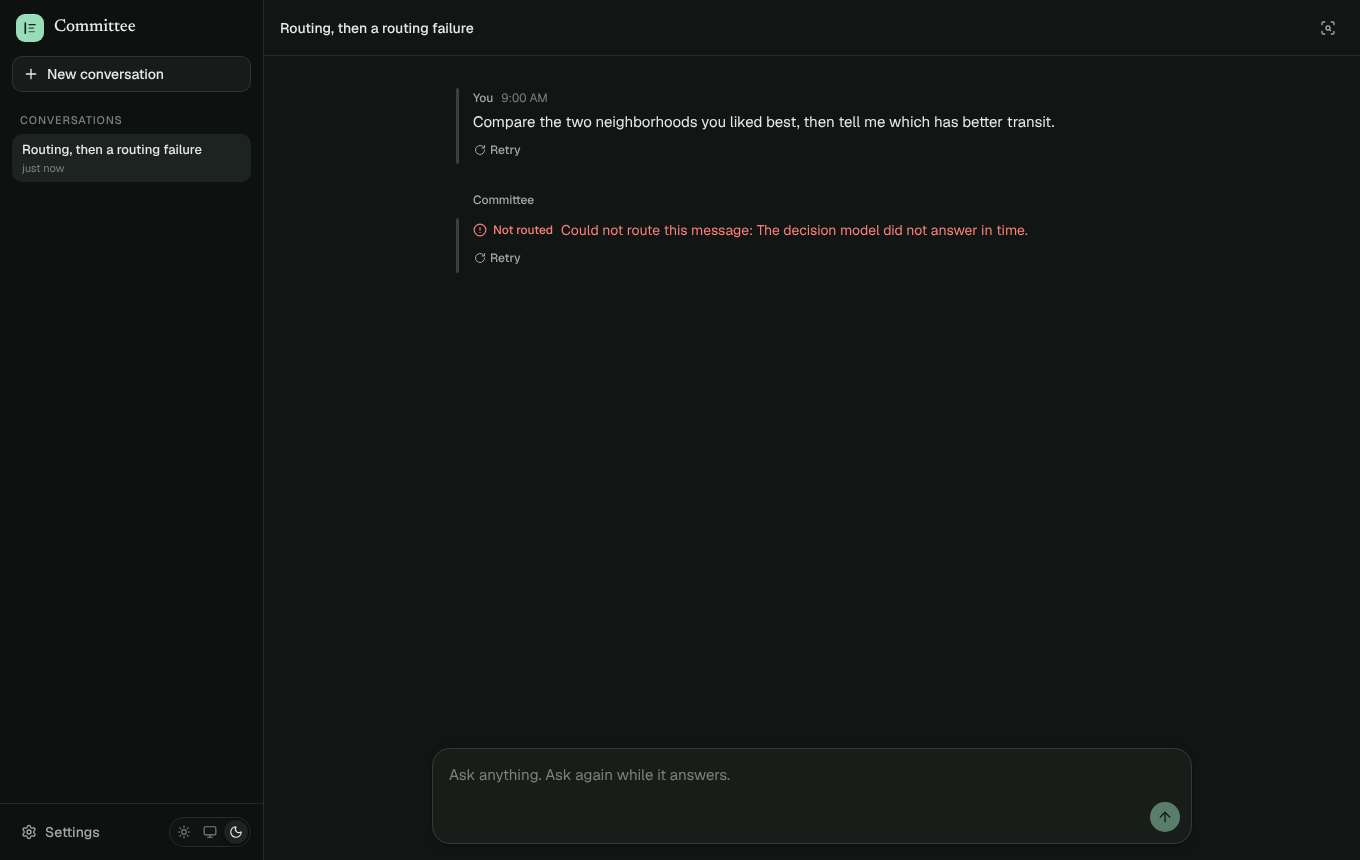 Committee
New conversation
CONVERSATIONS
Routing, then a routing failure
just now
Settings
Routing, then a routing failure
You 9:00 AM
Compare the two neighborhoods you liked best, then tell me which has better transit.
Retry
Committee
Not routed Could not route this message: The decision model did not answer in time.
Retry
Ask anything. Ask again while it answers.